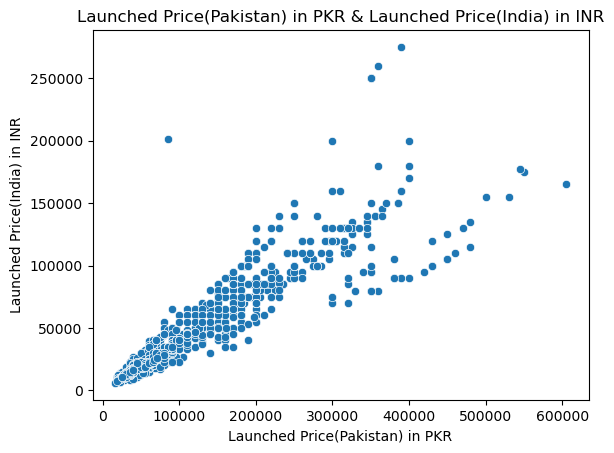 Launched Price(Pakistan) in PKR & Launched Price(India) in INR
250000
200000
150000
100000
50000
0
Launched Price(India) in INR
0 100000 200000 300000 400000 500000 600000
Launched Price(Pakistan) in PKR